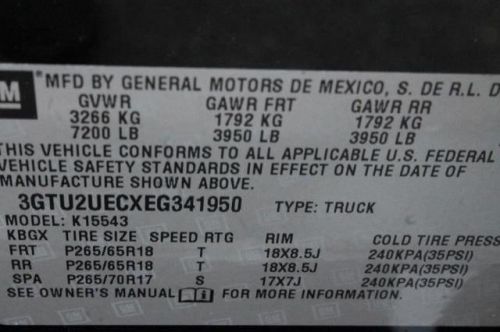 GM MFD BY GENERAL MOTORS DE MEXICO, S. DE R.L. D
GVWR GAWR FRT GAWR RR
3266 KG 1792 KG 1792 KG
7200 LB 3950 LB 3950 LB
THIS VEHICLE CONFORMS TO ALL APPLICABLE U.S. FEDERAL
VEHICLE SAFETY STANDARDS IN EFFECT ON THE DATE OF
MANUFACTURE SHOWN ABOVE.
3GTU2UECXEG341950 TYPE: TRUCK
MODEL: K15543
KBGX TIRE SIZE SPEED RTG RIM COLD TIRE PRESS
FRT P265/65R18 T 18X8.5J 240KPA(35PSI)
RR P265/65R18 T 18X8.5J 240KPA(35PSI)
SPA P265/70R17 S 17X7J 240KPA(35PSI)
SEE OWNER'S MANUAL FOR MORE INFORMATION.